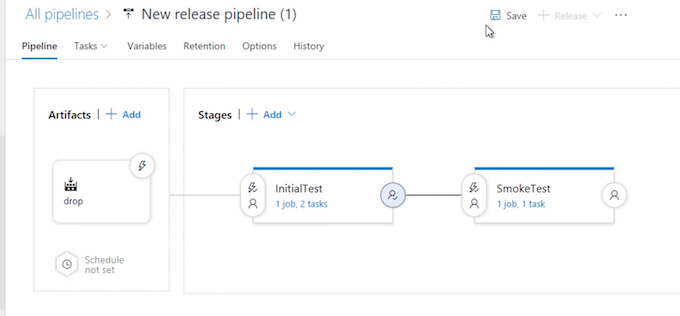 All pipelines > New release pipeline (1)
Save
Release
Pipeline
Tasks
Variables
Retention
Options
History
Artifacts | + Add
Stages | + Add
drop
Schedule
not set
InitialTest
1 job, 2 tasks
SmokeTest
1 job, 1 task